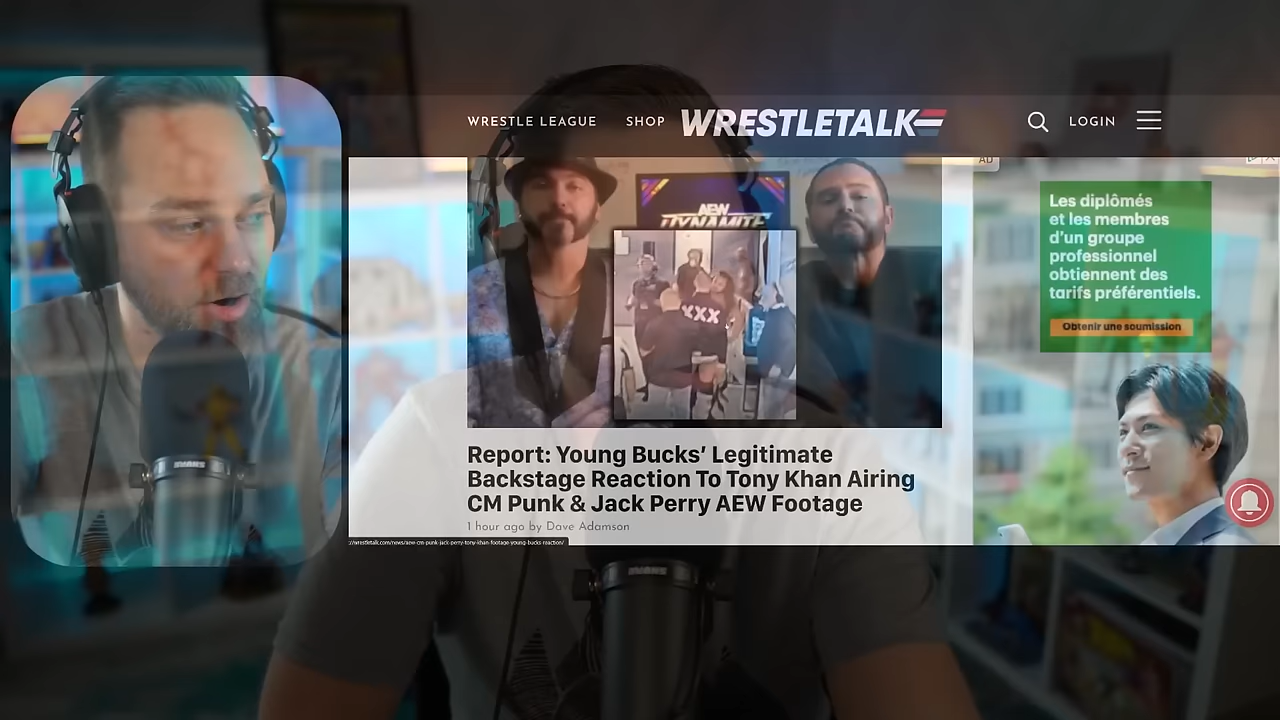 WRESTLE LEAGUE
SHOP
WRESTLETALK
LOGIN
AD
AEW
DYNAMITE
XXX
Les diplômés
et les membres
d'un groupe
professionnel
obtiennent des
tarifs préférentiels.
Obtenir une soumission
Report: Young Bucks' Legitimate
Backstage Reaction To Tony Khan Airing
CM Punk & Jack Perry AEW Footage
1 hour ago by Dave Adamson